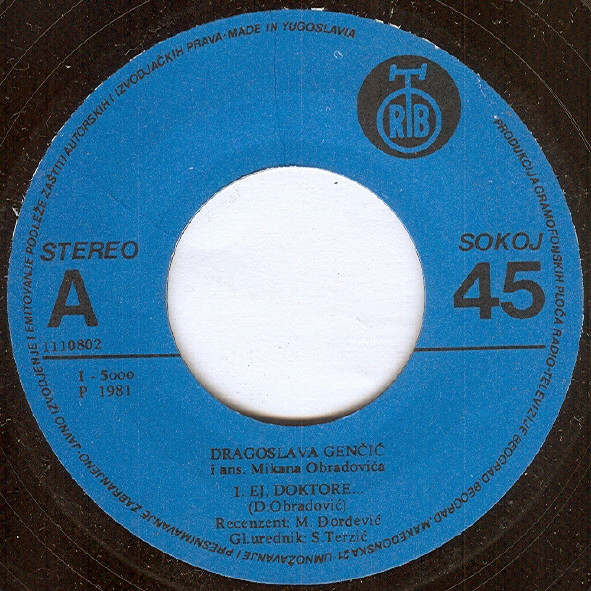 PRODUKCIJA GRAMOFONSKIH PLOČA RADIO-TELEVIZIJE BEOGRAD, BEOGRAD, MAKEDONSKA 21 · UMNOŽAVANJE I PRESNIMAVANJE ZABRANJENO · JAVNO IZVODJENJE I EMITOVANJE PODLEŽE ZAŠTITI AUTORSKIH I IZVODJAČKIH PRAVA · MADE IN YUGOSLAVIA
RTB
STEREO
A
SOKOJ
45
1110802
I - 5000
P 1981
DRAGOSLAVA GENČIĆ
i ans. Mikana Obradovića
1. EJ, DOKTORE...
(D.Obradović)
Recenzent: M. Đorđević
Gl.urednik: S.Terzić